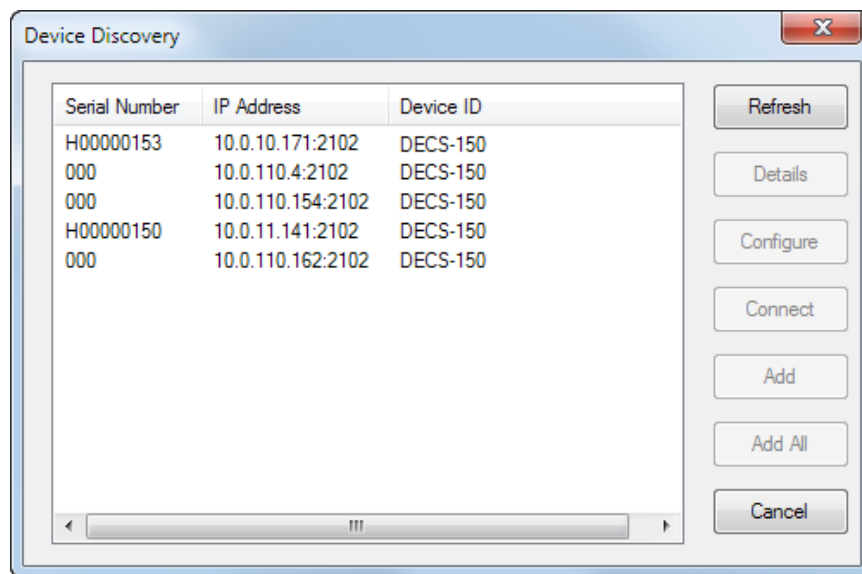 Device Discovery
Serial Number IP Address Device ID
H00000153 10.0.10.171:2102 DECS-150
000 10.0.110.4:2102 DECS-150
000 10.0.110.154:2102 DECS-150
H00000150 10.0.11.141:2102 DECS-150
000 10.0.110.162:2102 DECS-150
Refresh
Details
Configure
Connect
Add
Add All
Cancel